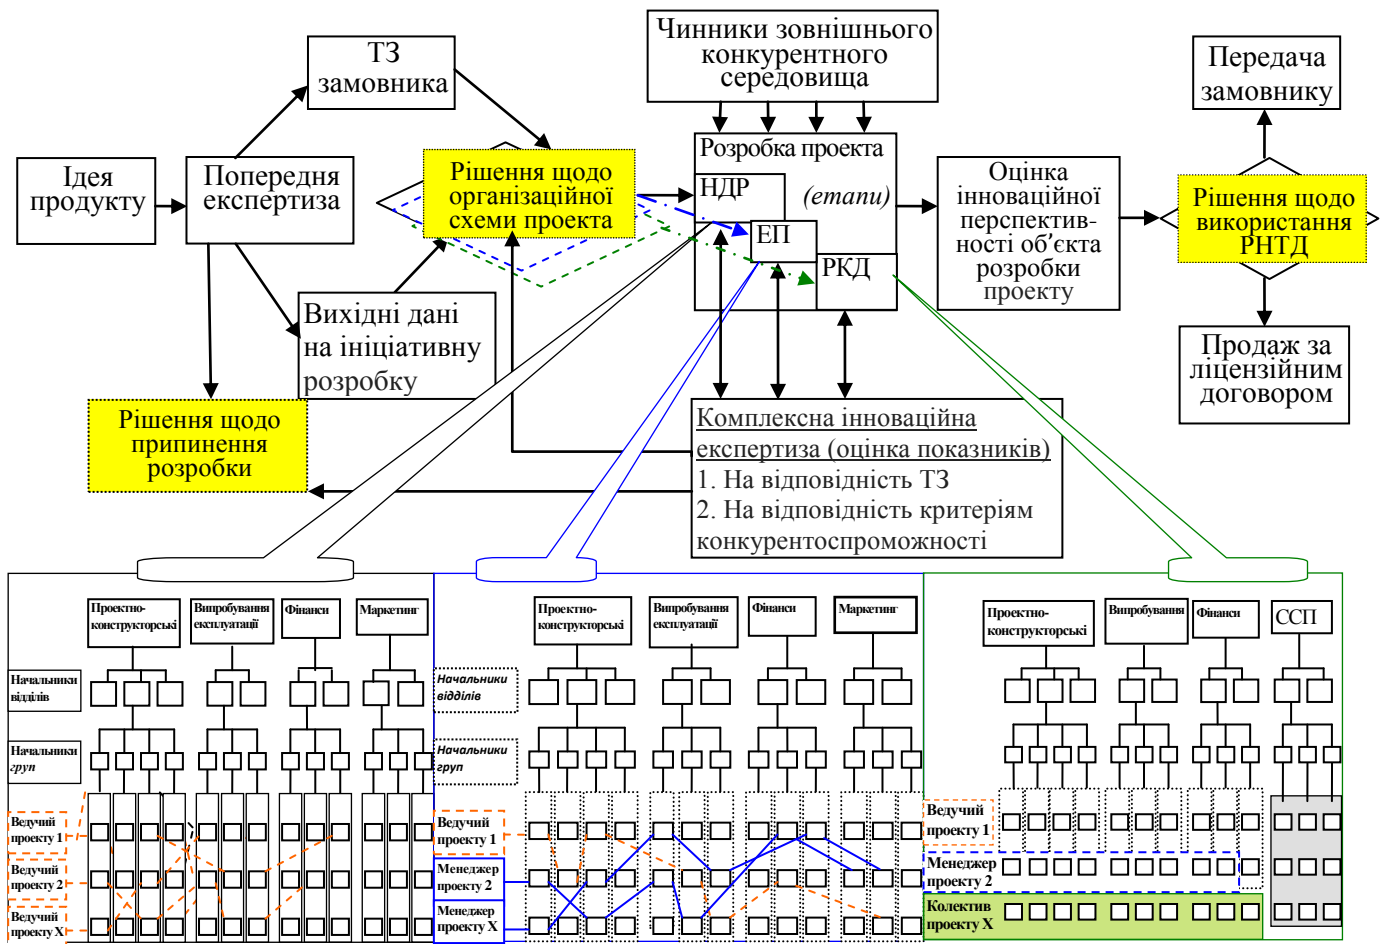 ТЗ
замовника
Чинники зовнішнього
конкурентного
середовища
Передача
замовнику
Ідея
продукту
Попередня
експертиза
Рішення щодо
організаційної
схеми проекта
Розробка проекта
НДР
(етапи)
ЕП
РКД
Оцінка
інноваційної
перспектив-
ності об’єкта
розробки
проекту
Рішення щодо
використання
РНТД
Вихідні дані
на ініціативну
розробку
Продаж за
ліцензійним
договором
Рішення щодо
припинення
розробки
Комплексна інноваційна
експертиза (оцінка показників)
1. На відповідність ТЗ
2. На відповідність критеріям
конкурентоспроможності
Проектно-
конструкторські
Випробування
експлуатації
Фінанси
Маркетинг
Начальники
відділів
Начальники
груп
Ведучий
проекту 1
Ведучий
проекту 2
Ведучий
проекту Х
Проектно-
конструкторські
Випробування
експлуатації
Фінанси
Маркетинг
Начальники
відділів
Начальники
груп
Ведучий
проекту 1
Менеджер
проекту 2
Менеджер
проекту Х
Проектно-
конструкторські
Випробування
Фінанси
ССП
Ведучий
проекту 1
Менеджер
проекту 2
Колектив
проекту Х